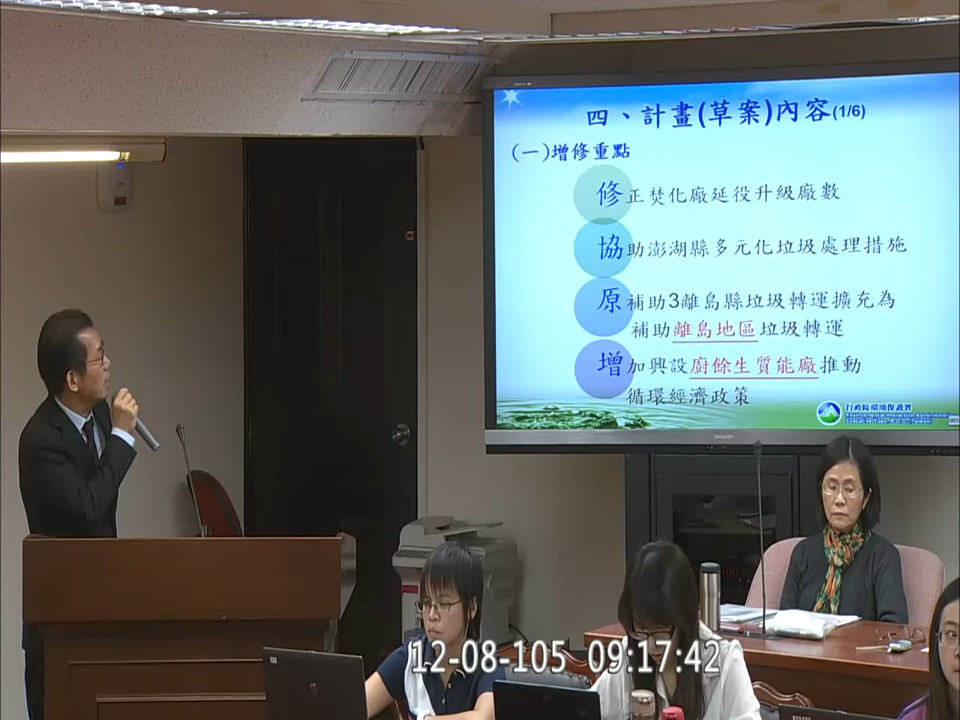 四、計畫(草案)內容(1/6)
(一)增修重點
修正焚化廠延役升級廠數
協助澎湖縣多元化垃圾處理措施
原補助3離島縣垃圾轉運擴充為
補助離島地區垃圾轉運
增加興設廚餘生質能廠推動
循環經濟政策
行政院環境保護署
SHARP
12-08-105 09:17:42